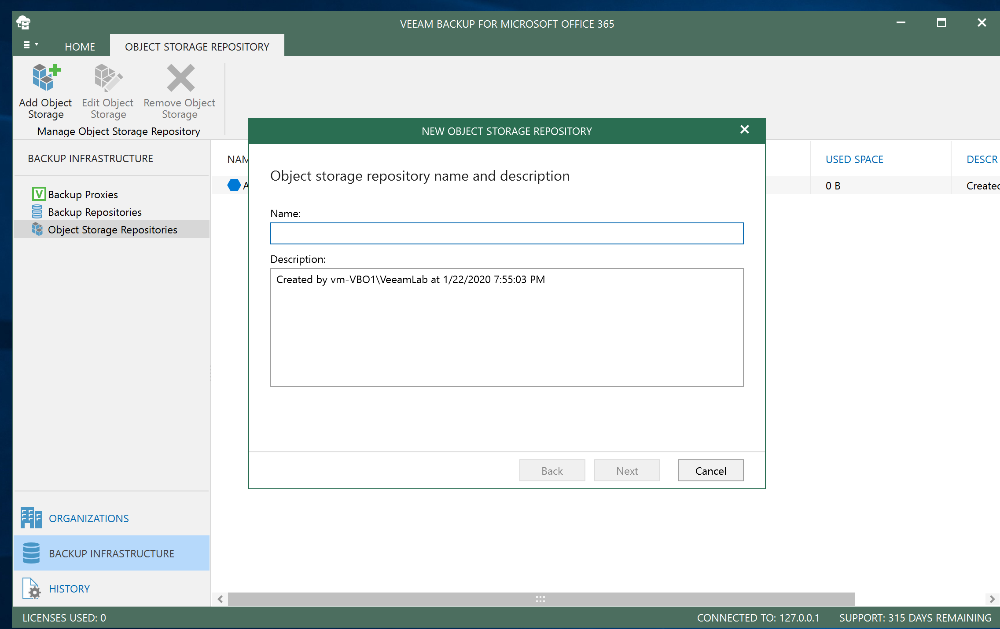 VEEAM BACKUP FOR MICROSOFT OFFICE 365
HOME
OBJECT STORAGE REPOSITORY
Add Object
Storage
Edit Object
Storage
Remove Object
Storage
Manage Object Storage Repository
BACKUP INFRASTRUCTURE
V Backup Proxies
Backup Repositories
Object Storage Repositories
NAM
USED SPACE
DESCR
A
0 B
Created
NEW OBJECT STORAGE REPOSITORY
Object storage repository name and description
Name:
Description:
Created by vm-VBO1\VeeamLab at 1/22/2020 7:55:03 PM
Back
Next
Cancel
ORGANIZATIONS
BACKUP INFRASTRUCTURE
HISTORY
LICENSES USED: 0
CONNECTED TO: 127.0.0.1
SUPPORT: 315 DAYS REMAINING